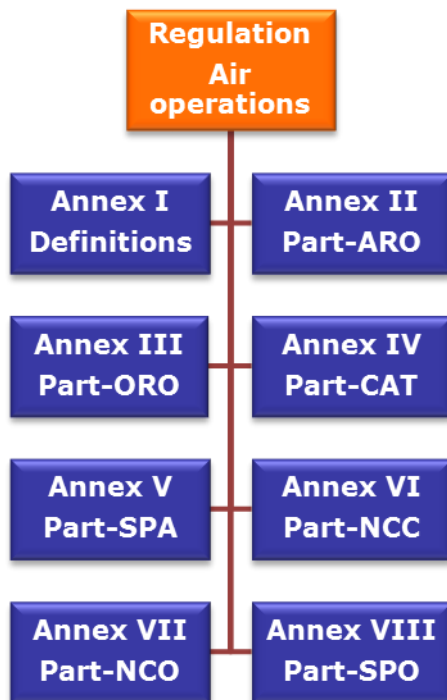 Regulation
Air
operations
Annex I
Definitions
Annex II
Part-ARO
Annex III
Part-ORO
Annex IV
Part-CAT
Annex V
Part-SPA
Annex VI
Part-NCC
Annex VII
Part-NCO
Annex VIII
Part-SPO